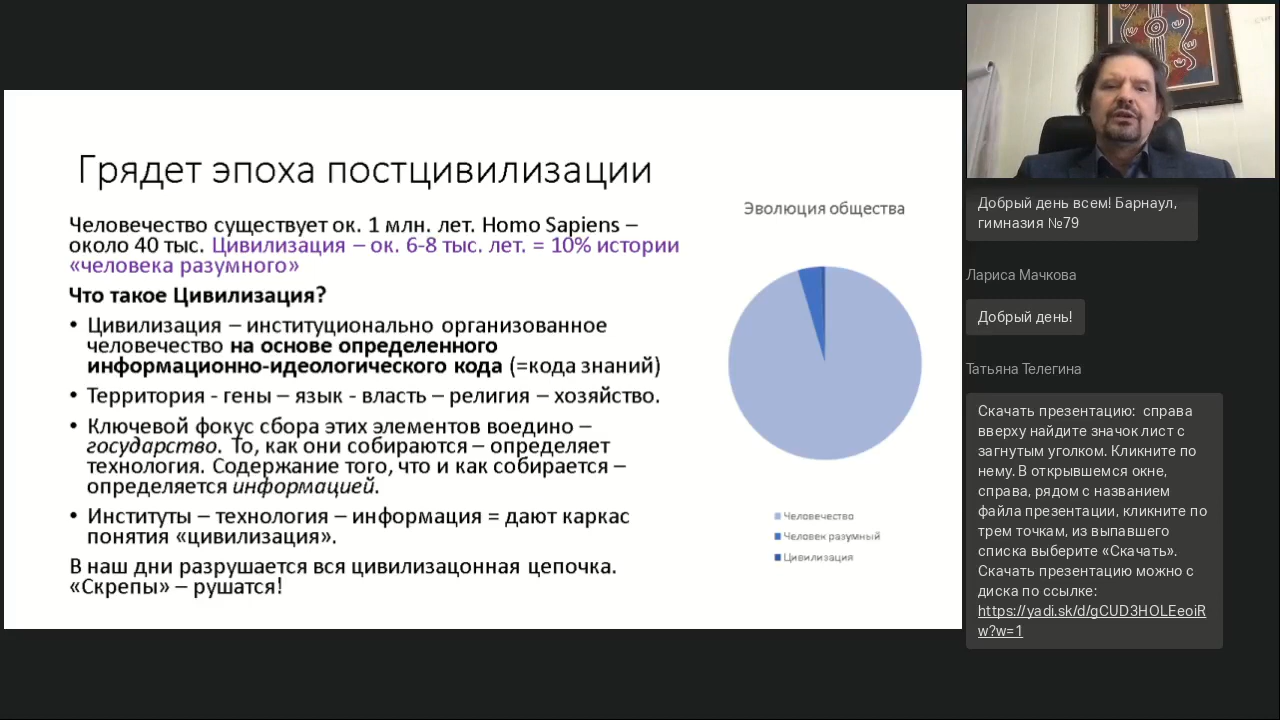 Грядет эпоха постцивилизации
Человечество существует ок. 1 млн. лет. Homo Sapiens –
около 40 тыс. Цивилизация – ок. 6-8 тыс. лет. = 10% истории
«человека разумного»
Что такое Цивилизация?
• Цивилизация – институционально организованное
человечество на основе определенного
информационно-идеологического кода (=кода знаний)
• Территория - гены – язык - власть – религия – хозяйство.
• Ключевой фокус сбора этих элементов воедино –
государство. То, как они собираются – определяет
технология. Содержание того, что и как собирается –
определяется информацией.
• Институты – технология – информация = дают каркас
понятия «цивилизация».
В наш дни разрушается вся цивилизацонная цепочка.
«Скрепы» – рушатся!
Эволюция общества
Человечество
Человек разумный
Цивилизация
Добрый день всем! Барнаул,
гимназия №79
Лариса Мачкова
Добрый день!
Татьяна Телегина
Скачать презентацию: справа
вверху найдите значок лист с
загнутым уголком. Кликните по
нему. В открывшемся окне,
справа, рядом с названием
файла презентации, кликните по
трем точкам, из выпавшего
списка выберите «Скачать».
Скачать презентацию можно с
диска по ссылке:
https://yadi.sk/d/gCUD3HOLEeoiR
w?w=1